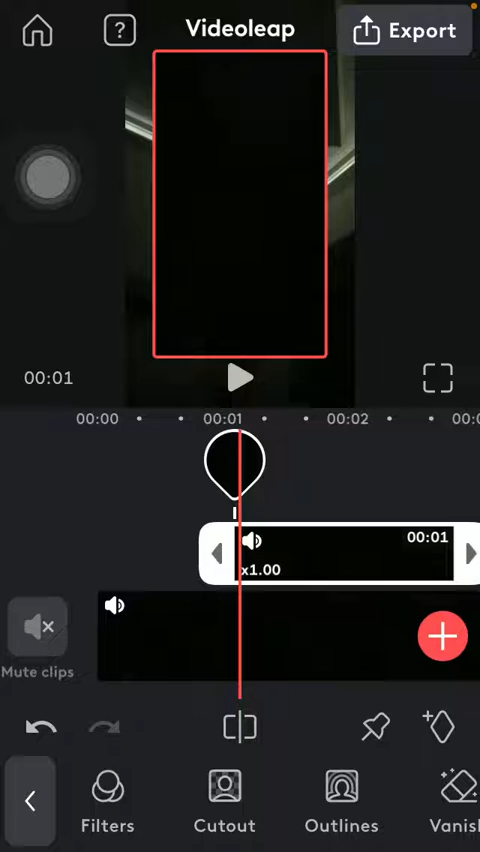 Videoleap
?
Export
00:01
00:00
00:01
00:02
00:01
x1.00
Mute clips
Filters
Cutout
Outlines